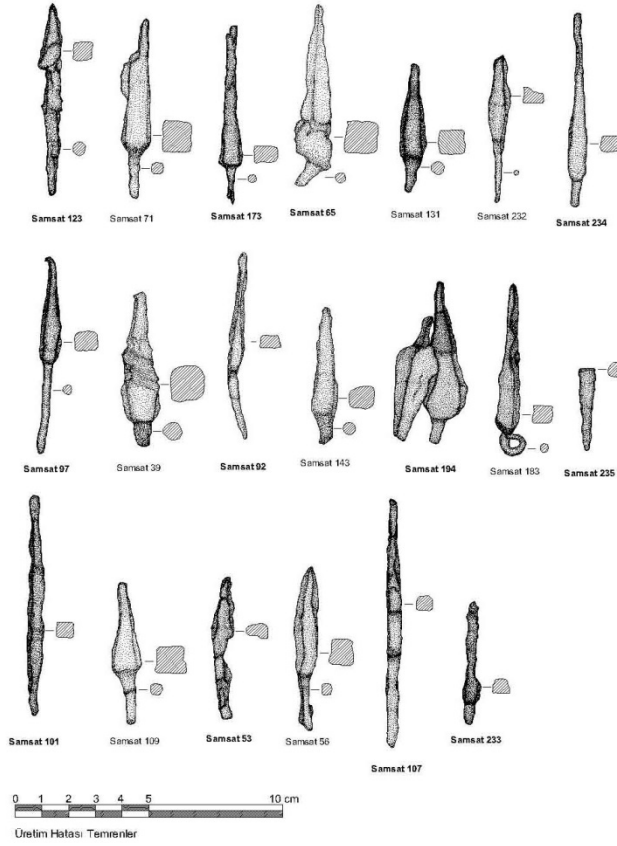 Samsat 123 Samsat 71 Samsat 173 Samsat 65 Samsat 131 Samsat 232 Samsat 234
Samsat 97 Samsat 39 Samsat 92 Samsat 143 Samsat 194 Samsat 183 Samsat 235
Samsat 101 Samsat 109 Samsat 53 Samsat 56 Samsat 107 Samsat 233
0 1 2 3 4 5 10 cm
Üretim Hatası Temrenler